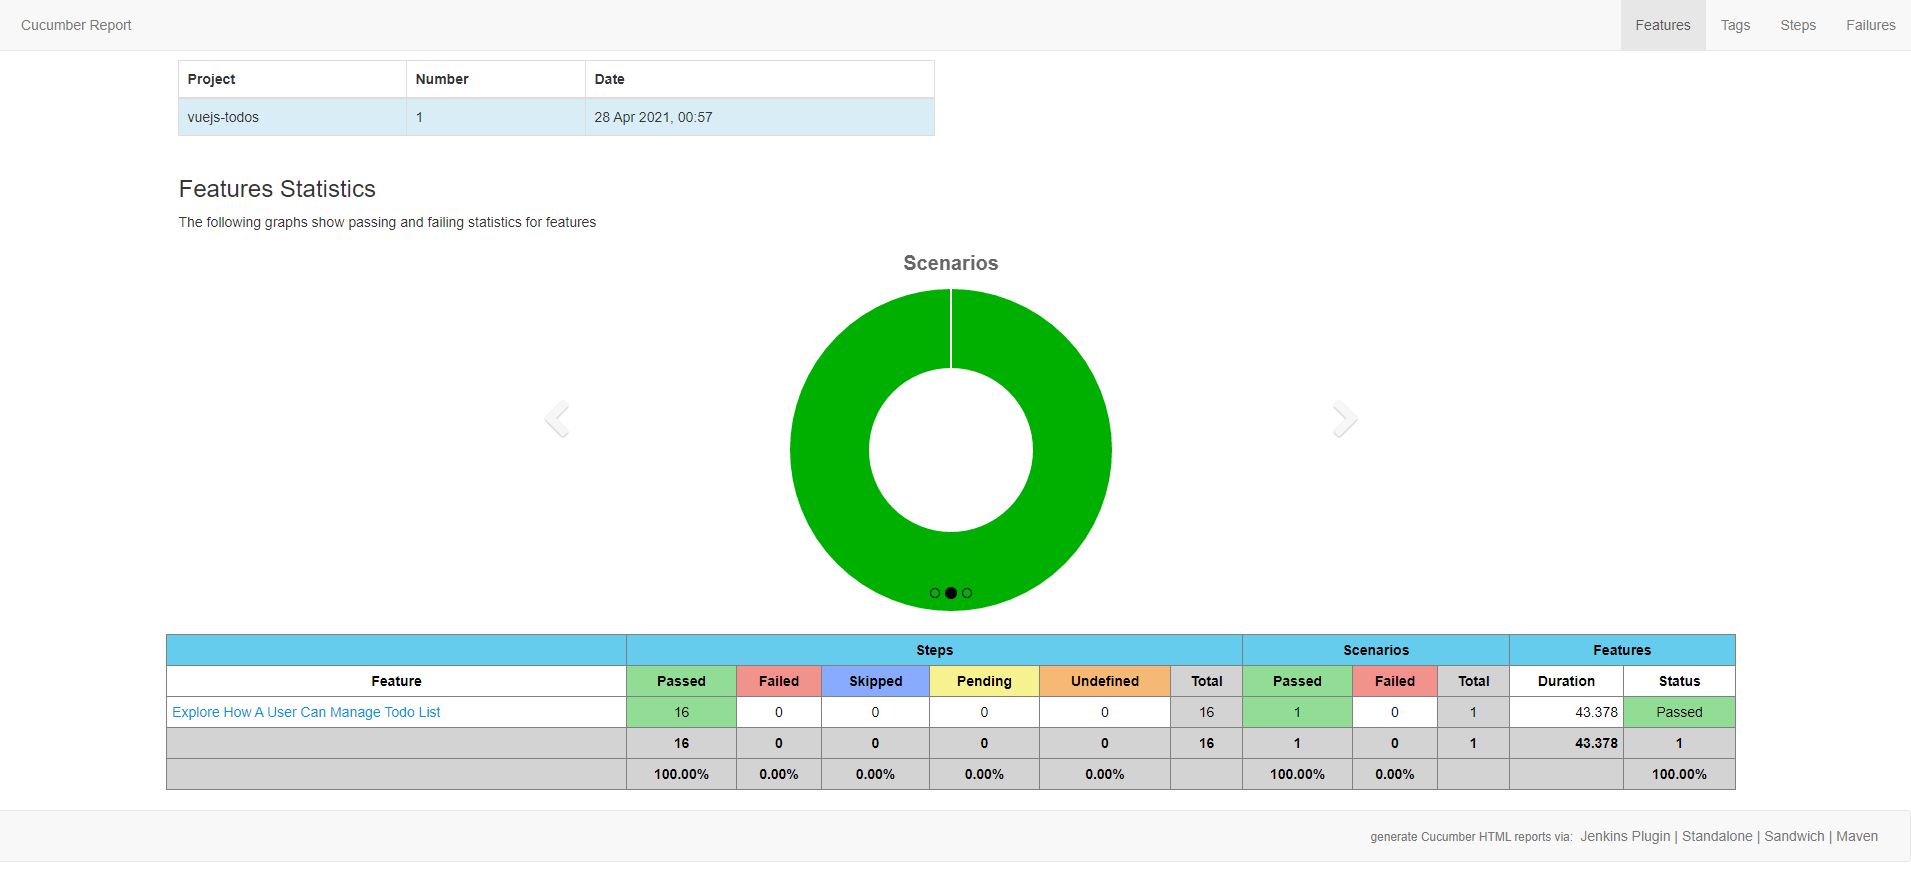 Cucumber Report Features Tags Steps Failures
Project Number Date
vuejs-todos 1 28 Apr 2021, 00:57
Features Statistics
The following graphs show passing and failing statistics for features
Scenarios
Steps Scenarios Features
Feature Passed Failed Skipped Pending Undefined Total Passed Failed Total Duration Status
Explore How A User Can Manage Todo List 16 0 0 0 0 16 1 0 1 43.378 Passed
16 0 0 0 0 16 1 0 1 43.378 1
100.00% 0.00% 0.00% 0.00% 0.00% 100.00% 0.00% 100.00%
generate Cucumber HTML reports via: Jenkins Plugin | Standalone | Sandwich | Maven